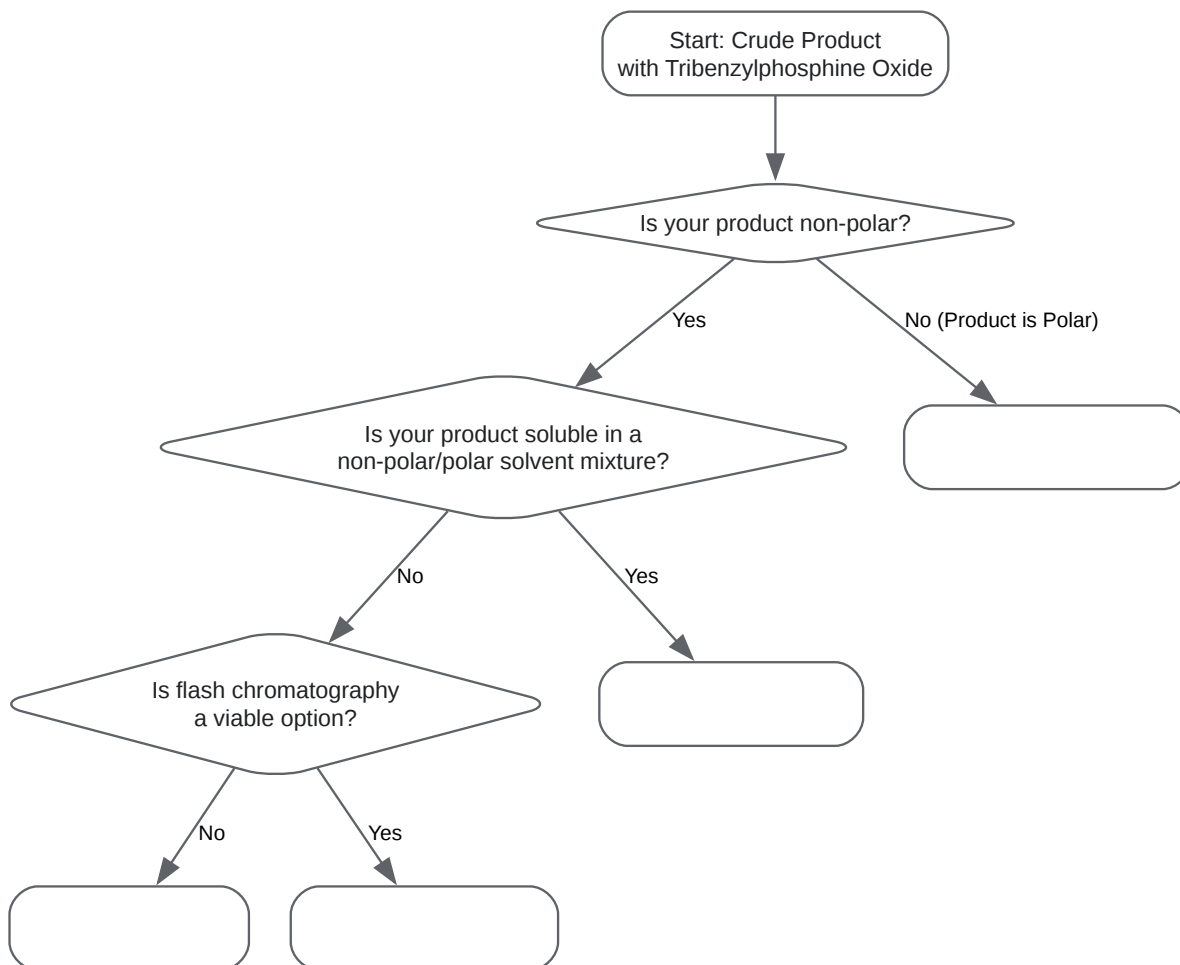 Start: Crude Product
with Tribenzylphosphine Oxide
Is your product non-polar?
Yes
No (Product is Polar)
Is your product soluble in a
non-polar/polar solvent mixture?
No
Yes
Is flash chromatography
a viable option?
No
Yes